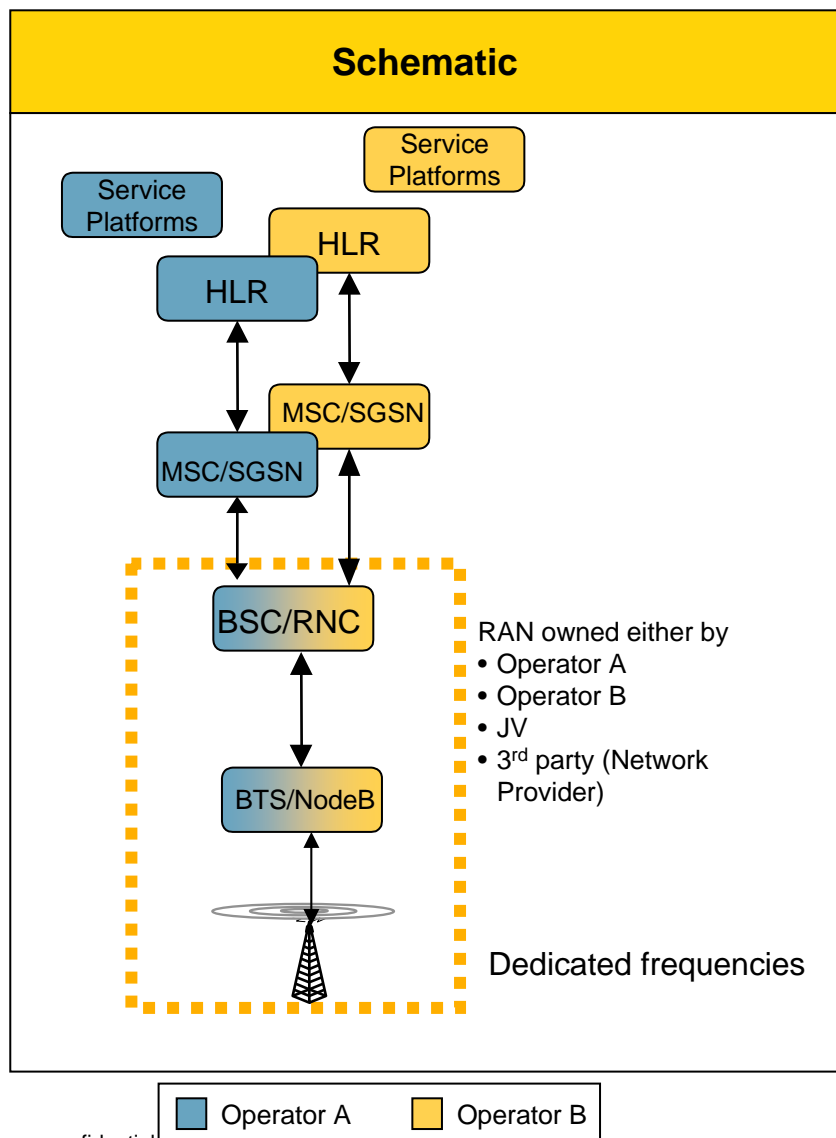 Schematic
Service
Platforms
Service
Platforms
HLR
HLR
MSC/SGSN
MSC/SGSN
BSC/RNC
RAN owned either by
• Operator A
• Operator B
• JV
• 3rd party (Network
Provider)
BTS/NodeB
Dedicated frequencies
Operator A
Operator B